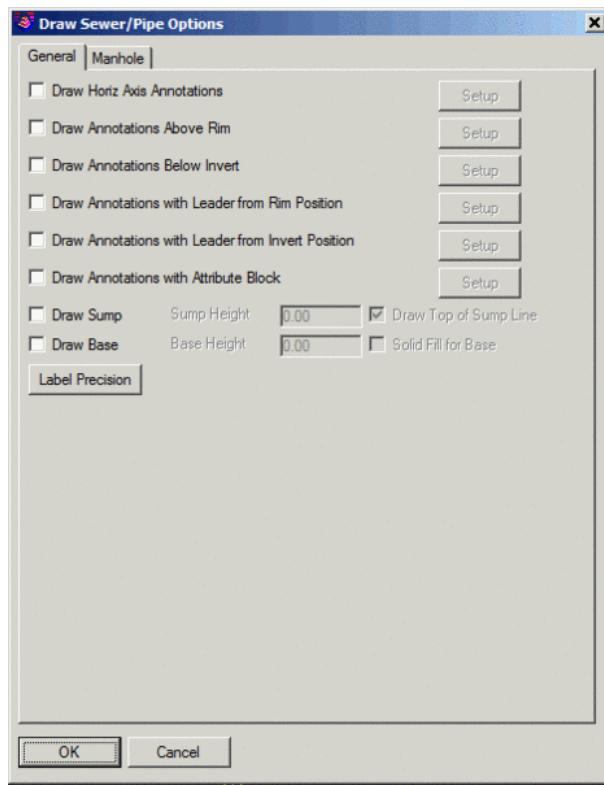 Draw Sewer/Pipe Options
General Manhole
Draw Horiz Axis Annotations Setup
Draw Annotations Above Rim Setup
Draw Annotations Below Invert Setup
Draw Annotations with Leader from Rim Position Setup
Draw Annotations with Leader from Invert Position Setup
Draw Annotations with Attribute Block Setup
Draw Sump Sump Height 0.00 Draw Top of Sump Line
Draw Base Base Height 0.00 Solid Fill for Base
Label Precision
OK Cancel